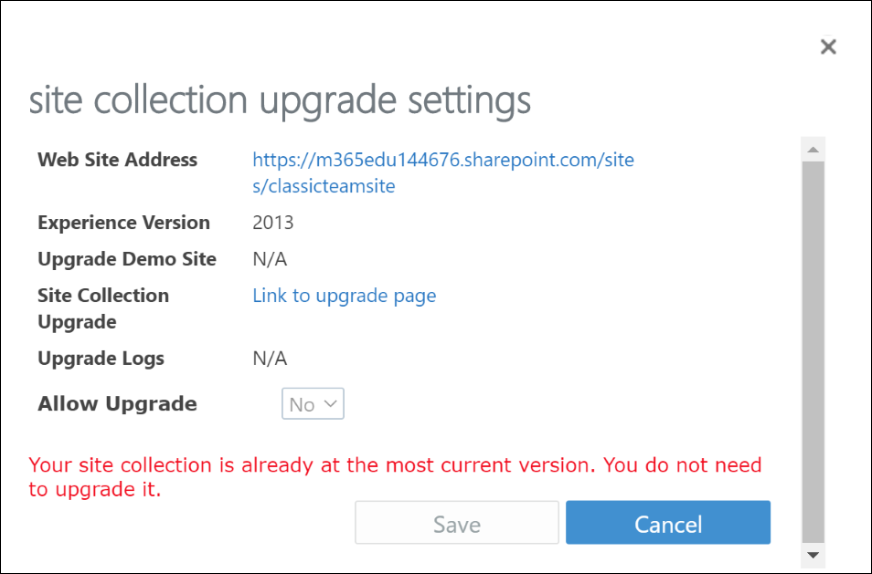 site collection upgrade settings
Web Site Address https://m365edu144676.sharepoint.com/site
s/classicteamsite
Experience Version 2013
Upgrade Demo Site N/A
Site Collection Link to upgrade page
Upgrade
Upgrade Logs N/A
Allow Upgrade No
Your site collection is already at the most current version. You do not need
to upgrade it.
Save Cancel